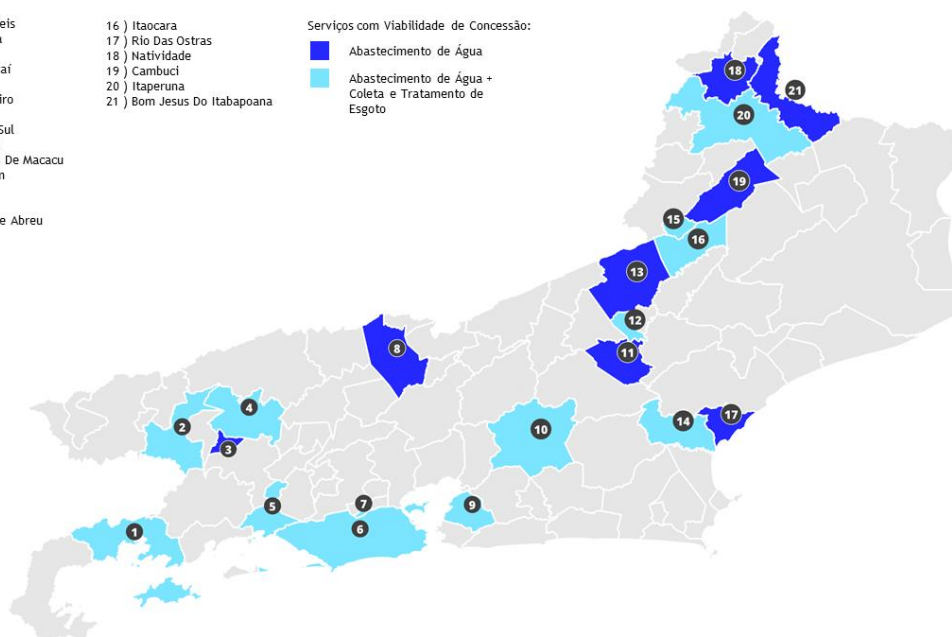 eis
a
aí
iro
Sul
De Macacu
m
e Abreu
16 ) Itaocara
17 ) Rio Das Ostras
18 ) Natividade
19 ) Cambuci
20 ) Itaperuna
21 ) Bom Jesus Do Itabapoana
Serviços com Viabilidade de Concessão:
Abastecimento de Água
Abastecimento de Água +
Coleta e Tratamento de
Esgoto
18
21
20
19
15
16
13
12
8
11
4
17
14
2
10
3
5
7
9
6
1